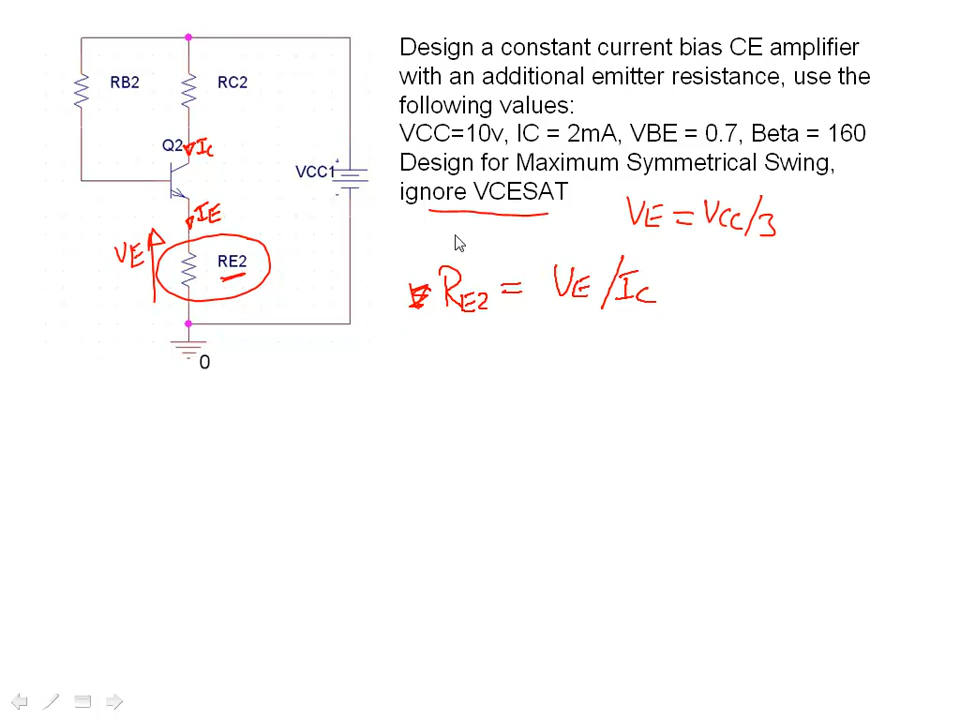 Design a constant current bias CE amplifier
with an additional emitter resistance, use the
following values:
VCC=10v, IC = 2mA, VBE = 0.7, Beta = 160
Design for Maximum Symmetrical Swing,
ignore VCESAT
VE = VCC/3
RE2 = VE/IC
RB2
RC2
Q2
IC
VCC1
+
-
IE
VE
RE2
0